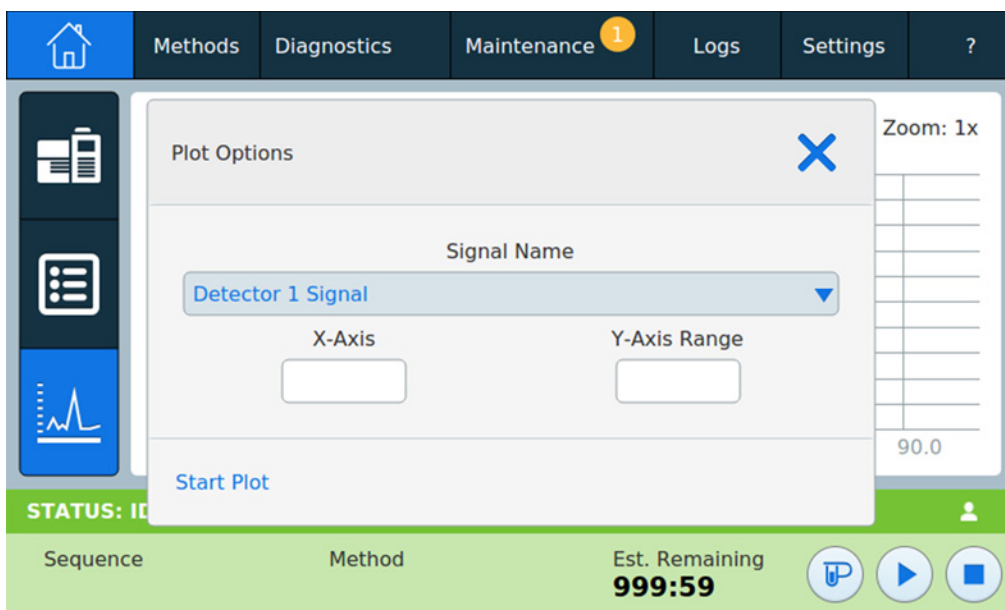 Methods
Diagnostics
Maintenance
1
Logs
Settings
?
Zoom: 1x
Plot Options
Signal Name
Detector 1 Signal
X-Axis
Y-Axis Range
90.0
Start Plot
STATUS:
Sequence
Method
Est. Remaining
999:59